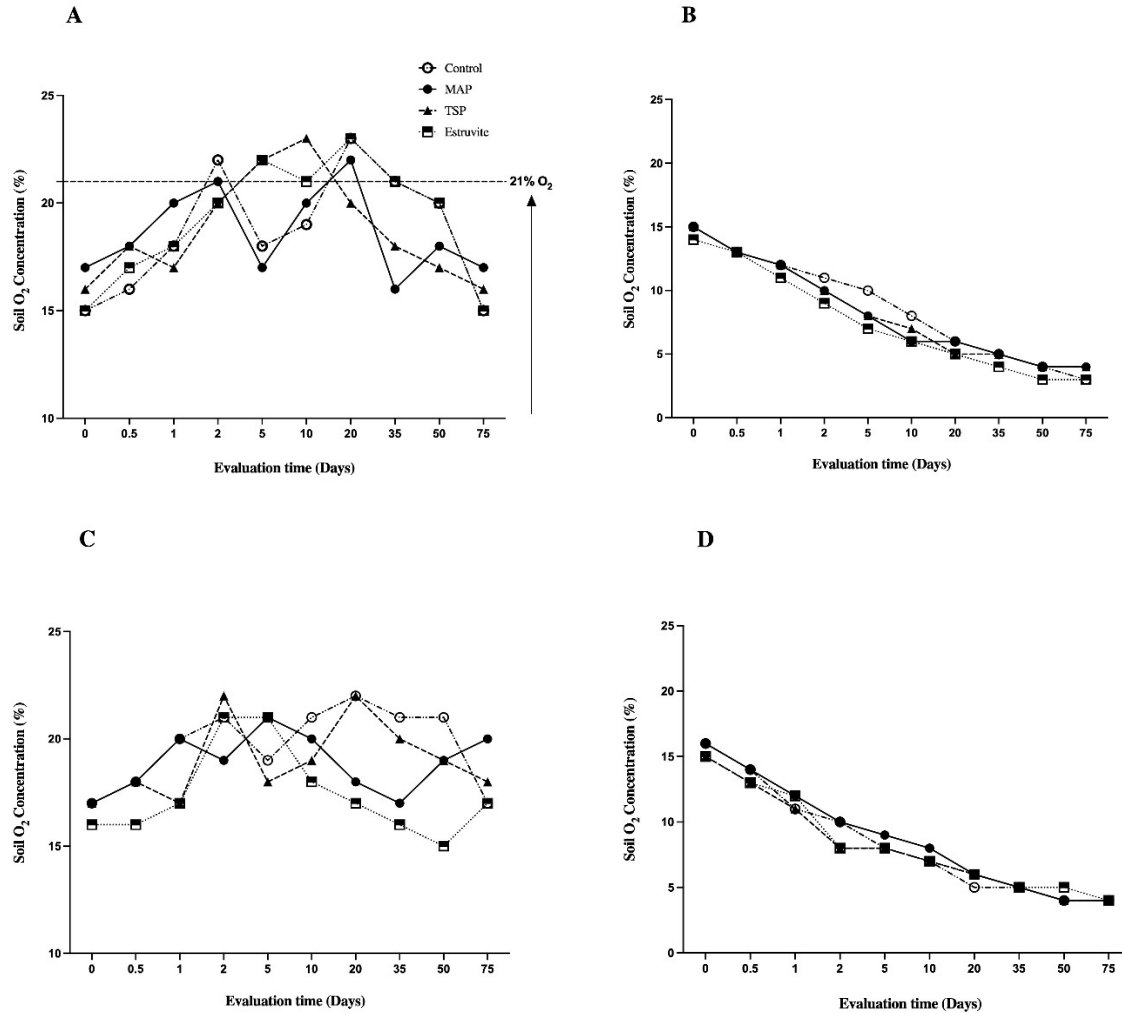 A
Control
MAP
TSP
Estruvite
25
20
15
10
Soil O2 Concentration (%)
21% O2
0 0.5 1 2 5 10 20 35 50 75
Evaluation time (Days)
B
25
20
15
10
5
0
Soil O2 Concentration (%)
0 0.5 1 2 5 10 20 35 50 75
Evaluation time (Days)
C
25
20
15
10
Soil O2 Concentration (%)
0 0.5 1 2 5 10 20 35 50 75
Evaluation time (Days)
D
25
20
15
10
5
0
Soil O2 Concentration (%)
0 0.5 1 2 5 10 20 35 50 75
Evaluation time (Days)